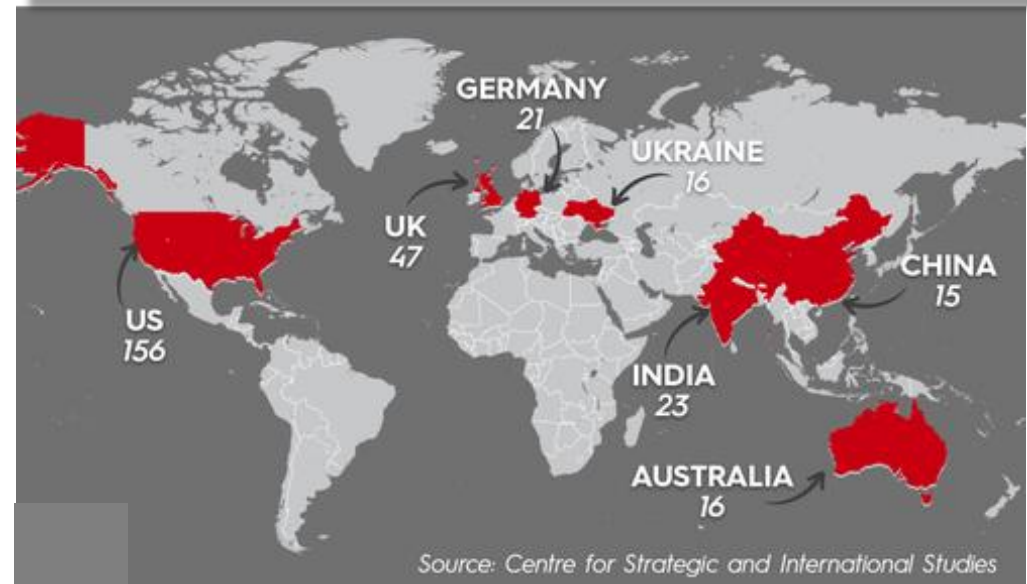 GERMANY
21
UKRAINE
16
UK
47
CHINA
15
US
156
INDIA
23
AUSTRALIA
16
Source: Centre for Strategic and International Studies